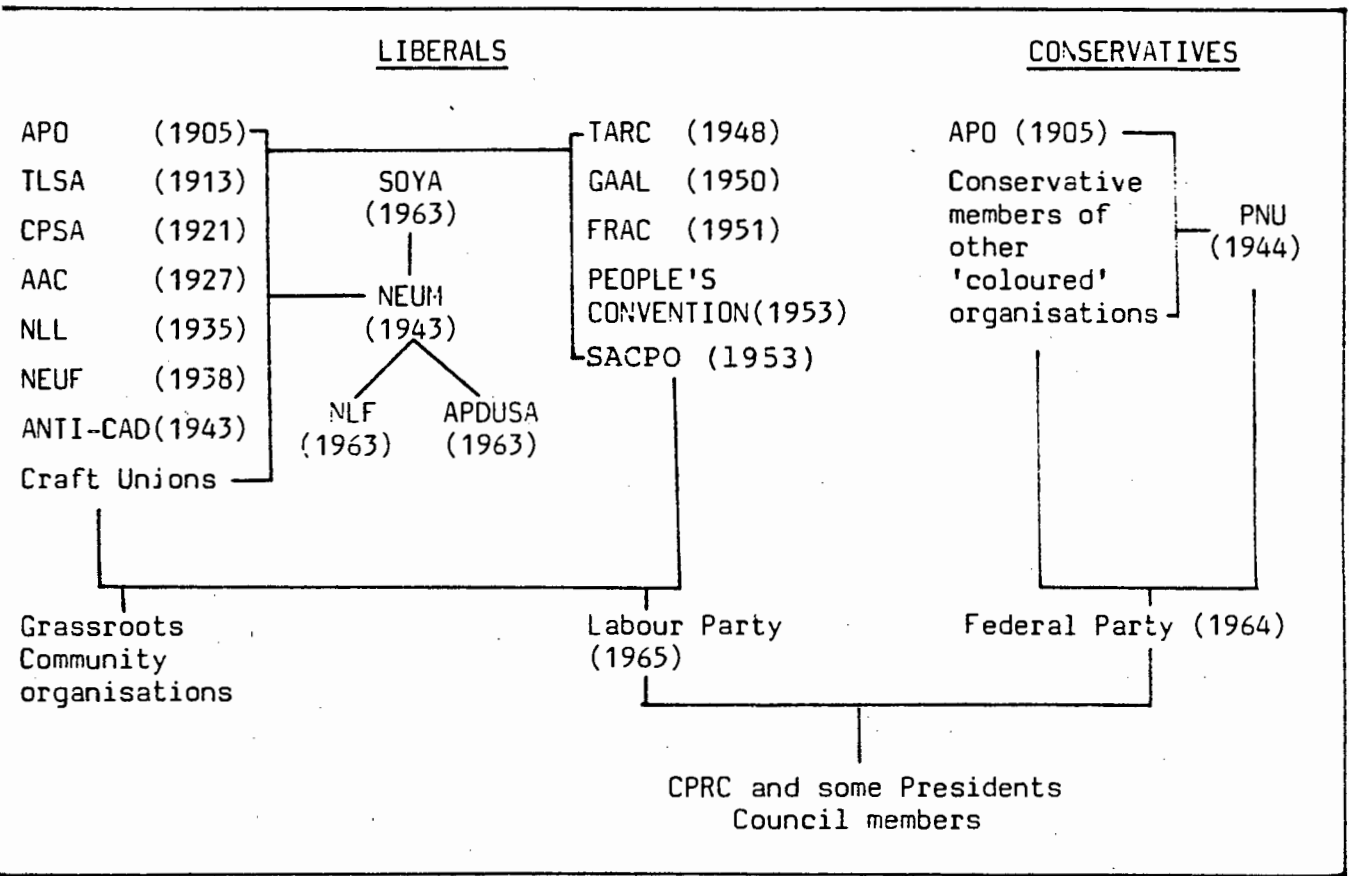 LIBERALS
CONSERVATIVES
APO (1905)
TLSA (1913)
CPSA (1921)
AAC (1927)
NLL (1935)
NEUF (1938)
ANTI-CAD(1943)
Craft Unions
SOYA
(1963)
NEUM
(1943)
NLF
(1963)
APDUSA
(1963)
TARC (1948)
GAAL (1950)
FRAC (1951)
PEOPLE'S
CONVENTION(1953)
SACPO (1953)
APO (1905)
Conservative
members of
other
'coloured'
organisations
PNU
(1944)
Grassroots
Community
organisations
Labour Party
(1965)
Federal Party (1964)
CPRC and some Presidents
Council members